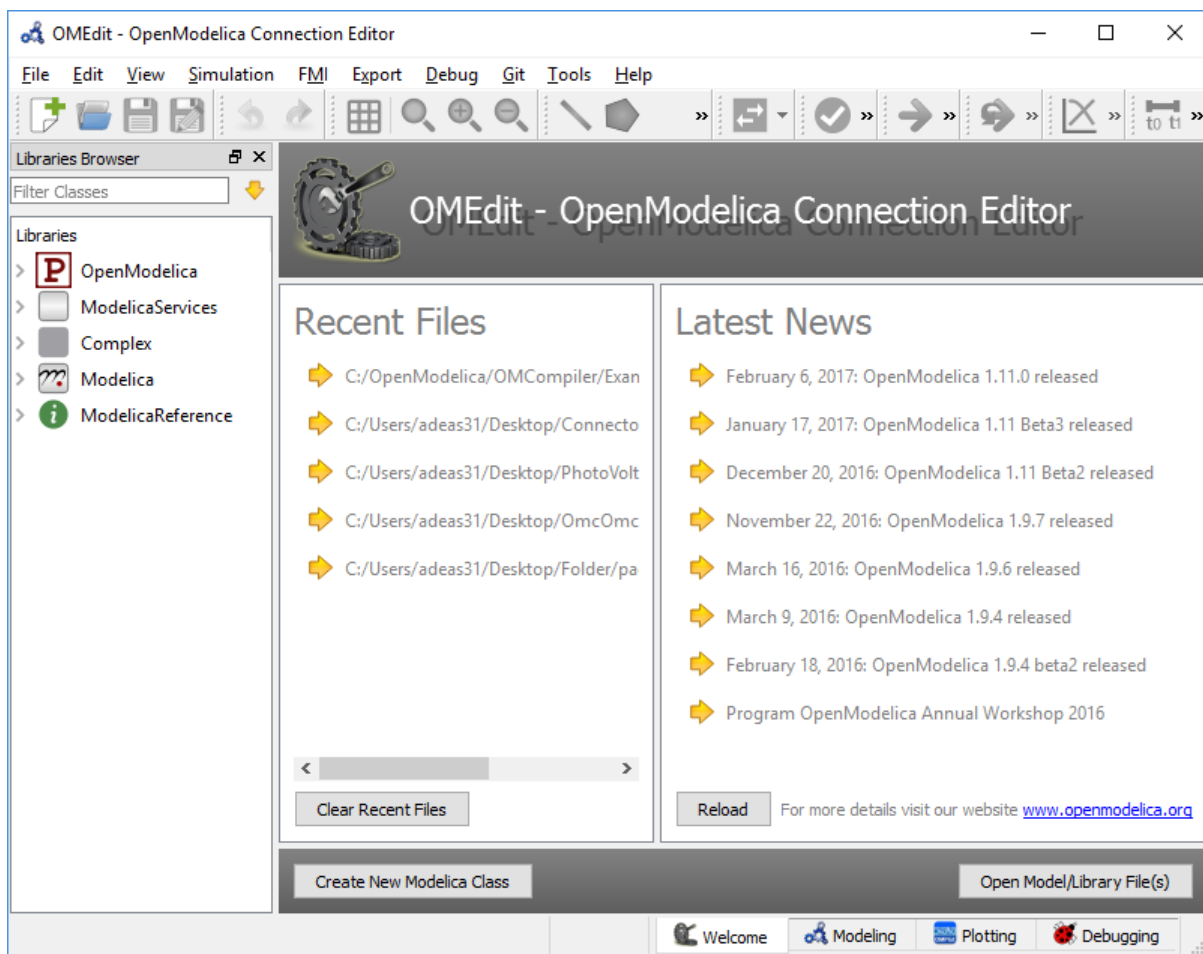 OMEdit - OpenModelica Connection Editor
File Edit View Simulation FMI Export Debug Git Tools Help
» » » » » t0 t1 »
Libraries Browser
Filter Classes
Libraries
P OpenModelica
ModelicaServices
Complex
Modelica
i ModelicaReference
OMEdit - OpenModelica Connection Editor
Recent Files
C:/OpenModelica/OMCompiler/Exan
C:/Users/adeas31/Desktop/Connecto
C:/Users/adeas31/Desktop/PhotoVolt
C:/Users/adeas31/Desktop/OmcOmc
C:/Users/adeas31/Desktop/Folder/pa
Clear Recent Files
Latest News
February 6, 2017: OpenModelica 1.11.0 released
January 17, 2017: OpenModelica 1.11 Beta3 released
December 20, 2016: OpenModelica 1.11 Beta2 released
November 22, 2016: OpenModelica 1.9.7 released
March 16, 2016: OpenModelica 1.9.6 released
March 9, 2016: OpenModelica 1.9.4 released
February 18, 2016: OpenModelica 1.9.4 beta2 released
Program OpenModelica Annual Workshop 2016
Reload For more details visit our website www.openmodelica.org
Create New Modelica Class Open Model/Library File(s)
Welcome Modeling Plotting Debugging